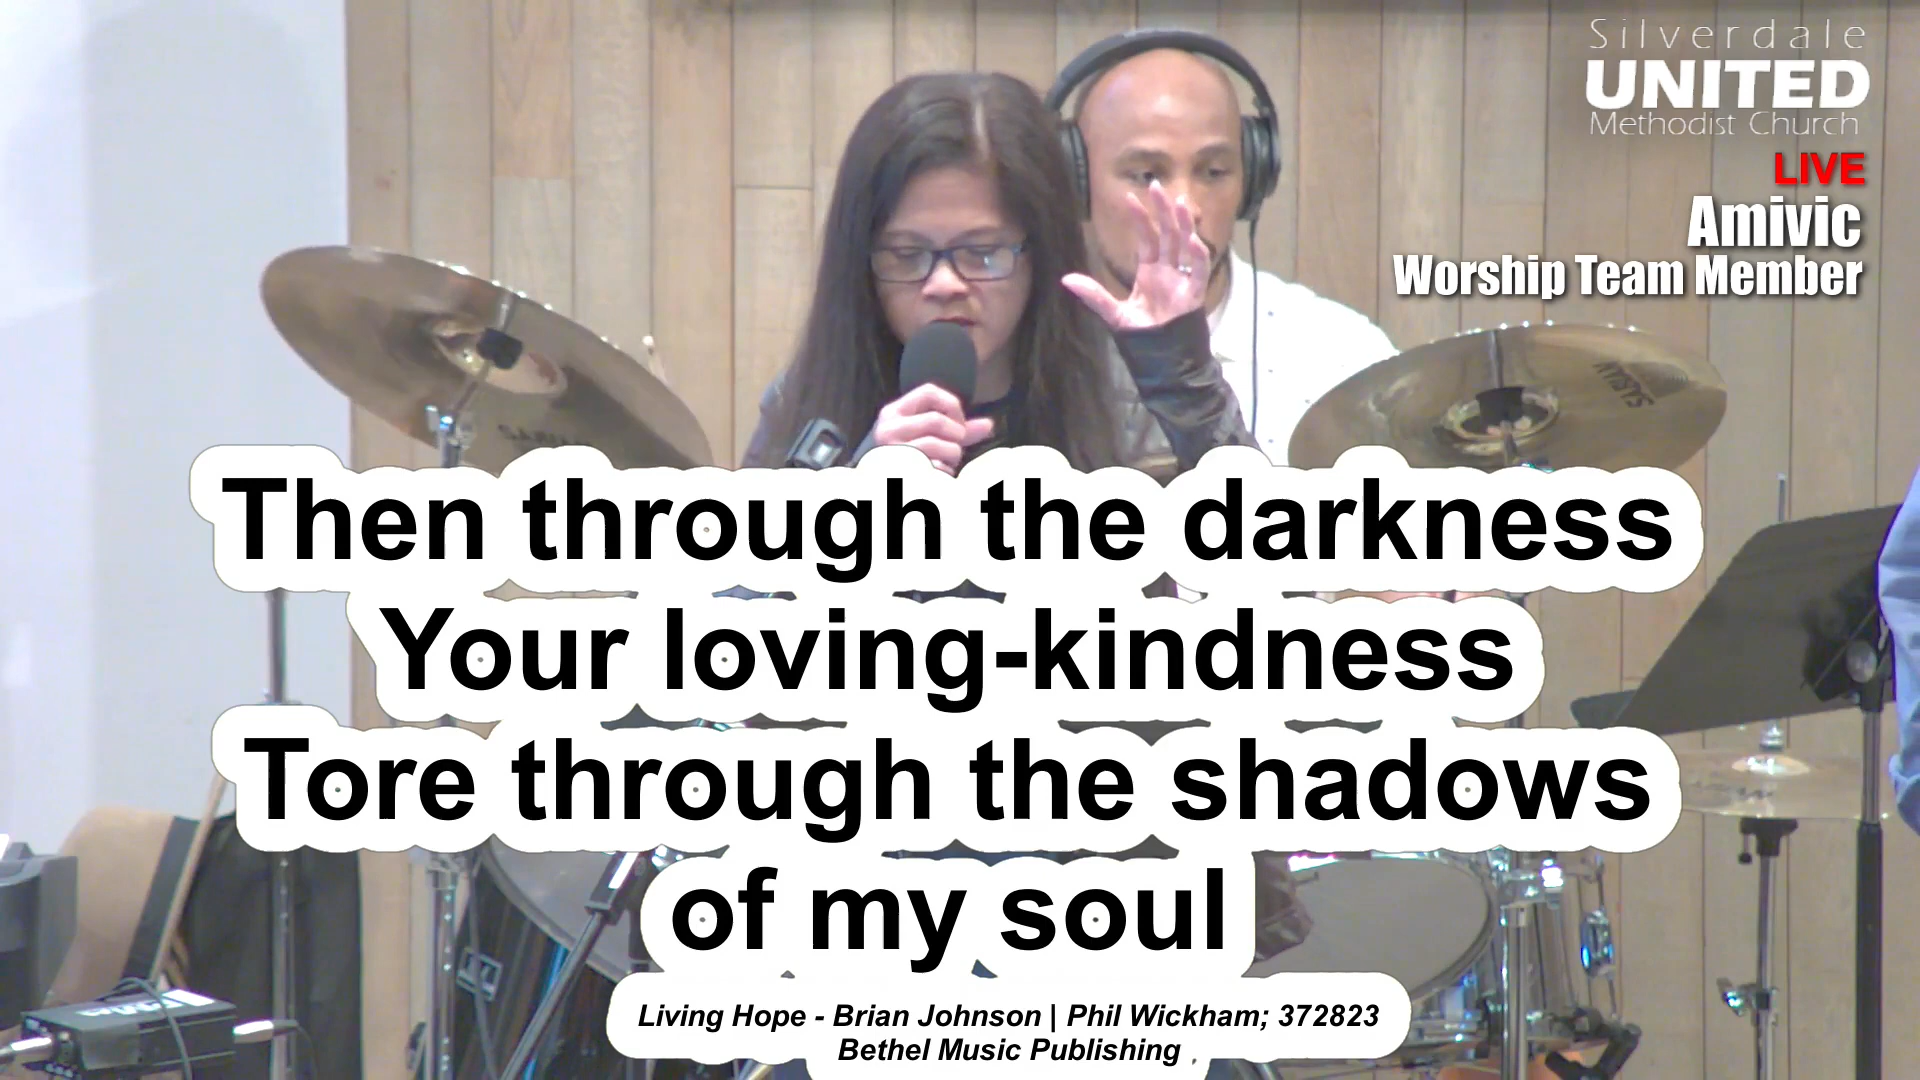 Silverdale
UNITED
Methodist Church
LIVE
Amivic
Worship Team Member
SABIAN
Then through the darkness
Your loving-kindness
Tore through the shadows
of my soul
Living Hope - Brian Johnson | Phil Wickham; 372823
Bethel Music Publishing